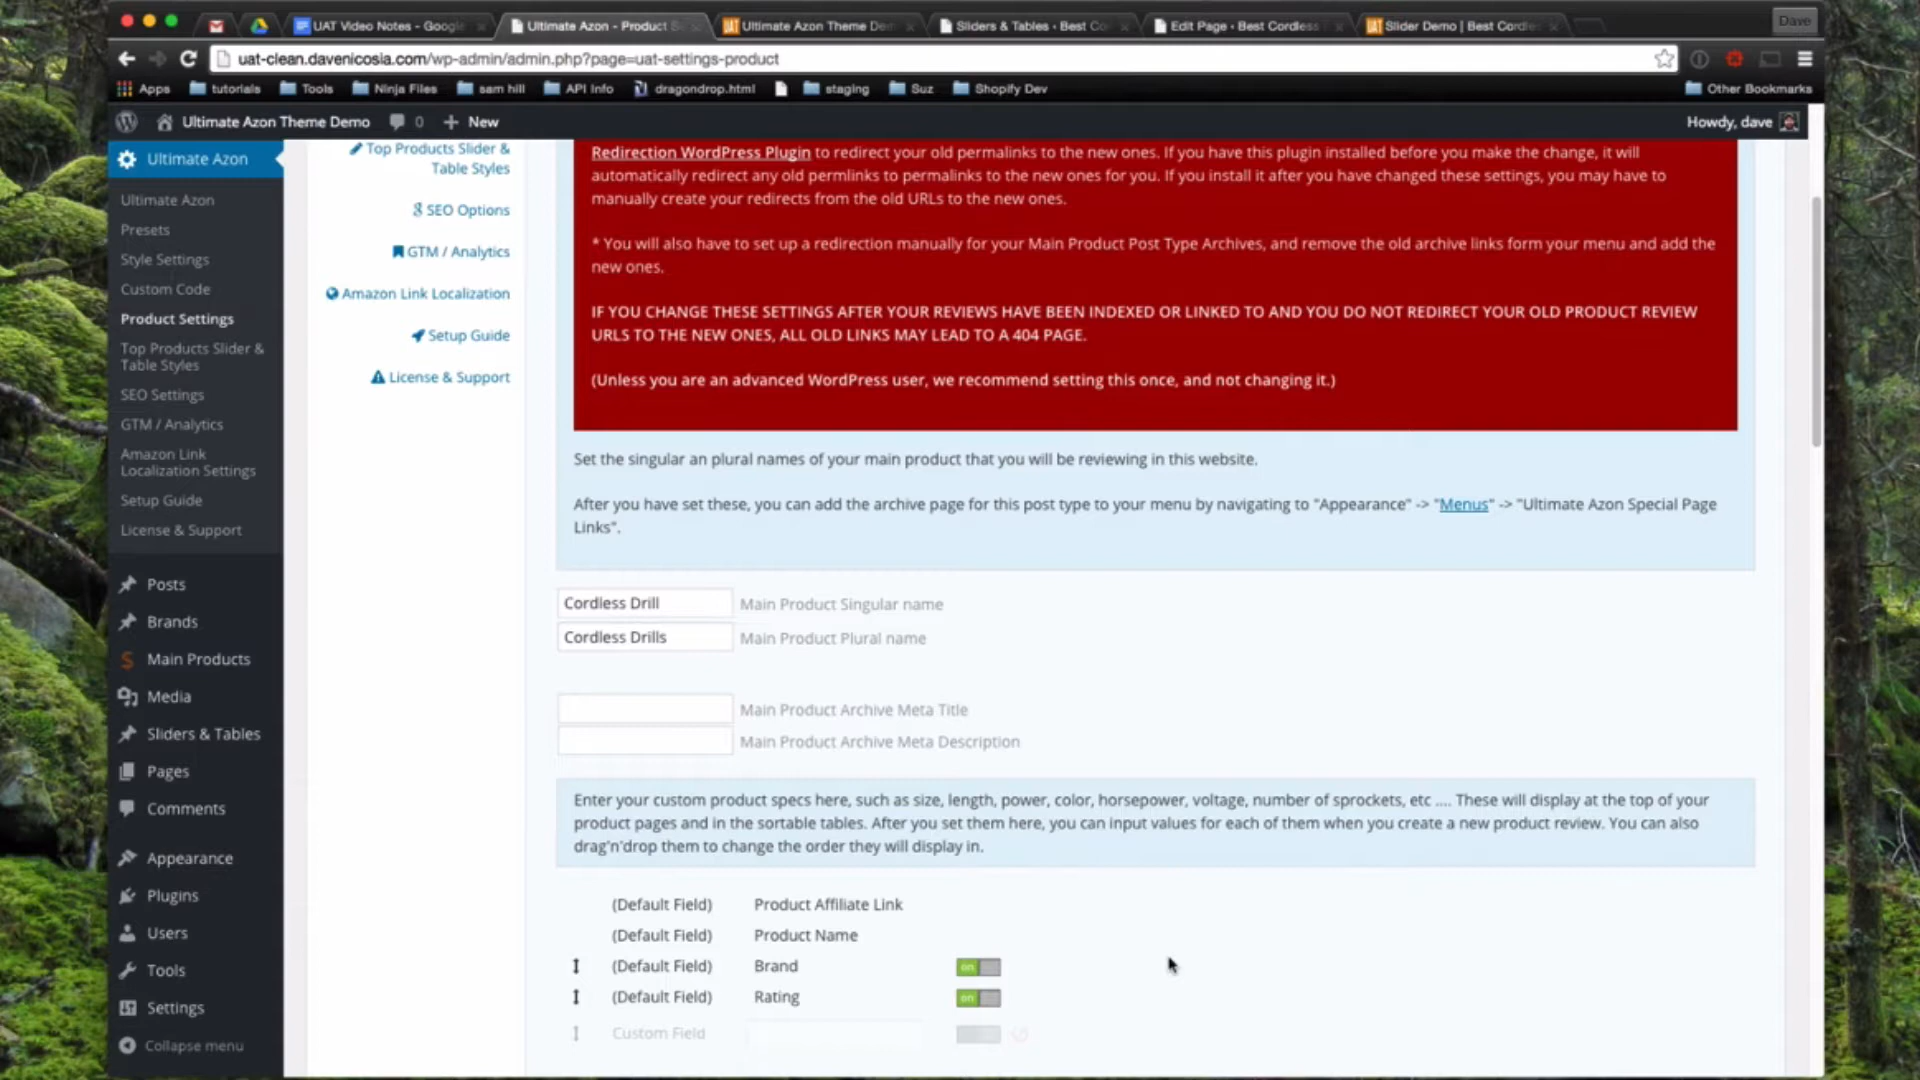 UAT Video Notes - Google
Ultimate Azon - Product S
Ultimate Azon Theme De
Sliders & Tables ‹ Best Co
Edit Page ‹ Best Cordless
Slider Demo | Best Cordle
Dave
uat-clean.davenicosia.com/wp-admin/admin.php?page=uat-settings-product
Apps
tutorials
Tools
Ninja Files
sam hill
API Info
dragondrop.html
staging
Suz
Shopify Dev
Other Bookmarks
Ultimate Azon Theme Demo
0
New
Howdy, dave
Ultimate Azon
Ultimate Azon
Presets
Style Settings
Custom Code
Product Settings
Top Products Slider &
Table Styles
SEO Settings
GTM / Analytics
Amazon Link
Localization Settings
Setup Guide
License & Support
Posts
Brands
Main Products
Media
Sliders & Tables
Pages
Comments
Appearance
Plugins
Users
Tools
Settings
Collapse menu
Top Products Slider &
Table Styles
SEO Options
GTM / Analytics
Amazon Link Localization
Setup Guide
License & Support
Redirection WordPress Plugin to redirect your old permalinks to the new ones. If you have this plugin installed before you make the change, it will
automatically redirect any old permlinks to permalinks to the new ones for you. If you install it after you have changed these settings, you may have to
manually create your redirects from the old URLs to the new ones.
* You will also have to set up a redirection manually for your Main Product Post Type Archives, and remove the old archive links form your menu and add the
new ones.
IF YOU CHANGE THESE SETTINGS AFTER YOUR REVIEWS HAVE BEEN INDEXED OR LINKED TO AND YOU DO NOT REDIRECT YOUR OLD PRODUCT REVIEW
URLS TO THE NEW ONES, ALL OLD LINKS MAY LEAD TO A 404 PAGE.
(Unless you are an advanced WordPress user, we recommend setting this once, and not changing it.)
Set the singular an plural names of your main product that you will be reviewing in this website.
After you have set these, you can add the archive page for this post type to your menu by navigating to "Appearance" -> "Menus" -> "Ultimate Azon Special Page
Links".
Cordless Drill Main Product Singular name
Cordless Drills Main Product Plural name
Main Product Archive Meta Title
Main Product Archive Meta Description
Enter your custom product specs here, such as size, length, power, color, horsepower, voltage, number of sprockets, etc .... These will display at the top of your
product pages and in the sortable tables. After you set them here, you can input values for each of them when you create a new product review. You can also
drag'n'drop them to change the order they will display in.
(Default Field) Product Affiliate Link
(Default Field) Product Name
(Default Field) Brand on
(Default Field) Rating on
Custom Field